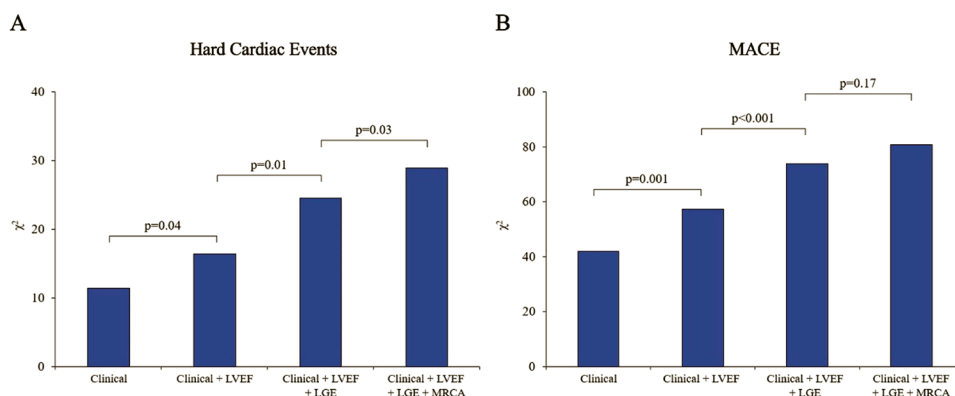 A
Hard Cardiac Events
40
30
20
10
0
χ²
p=0.04
p=0.01
p=0.03
Clinical
Clinical + LVEF
Clinical + LVEF
+ LGE
Clinical + LVEF
+ LGE + MRCA
B
MACE
100
80
60
40
20
0
χ²
p=0.001
p<0.001
p=0.17
Clinical
Clinical + LVEF
Clinical + LVEF
+ LGE
Clinical + LVEF
+ LGE + MRCA